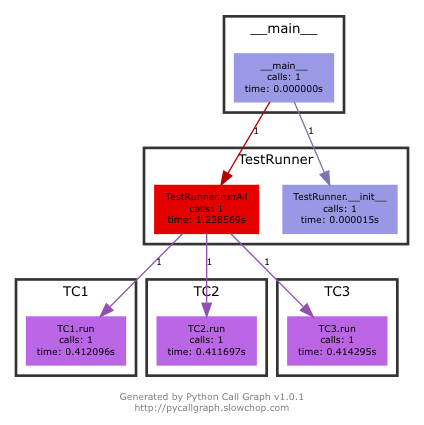 __main__
__main__
calls: 1
time: 0.000000s
1
1
TestRunner
TestRunner.runAll
calls: 1
time: 1.238569s
TestRunner.__init__
calls: 1
time: 0.000015s
1
1
1
TC1
TC1.run
calls: 1
time: 0.412096s
TC2
TC2.run
calls: 1
time: 0.411697s
TC3
TC3.run
calls: 1
time: 0.414295s
Generated by Python Call Graph v1.0.1
http://pycallgraph.slowchop.com